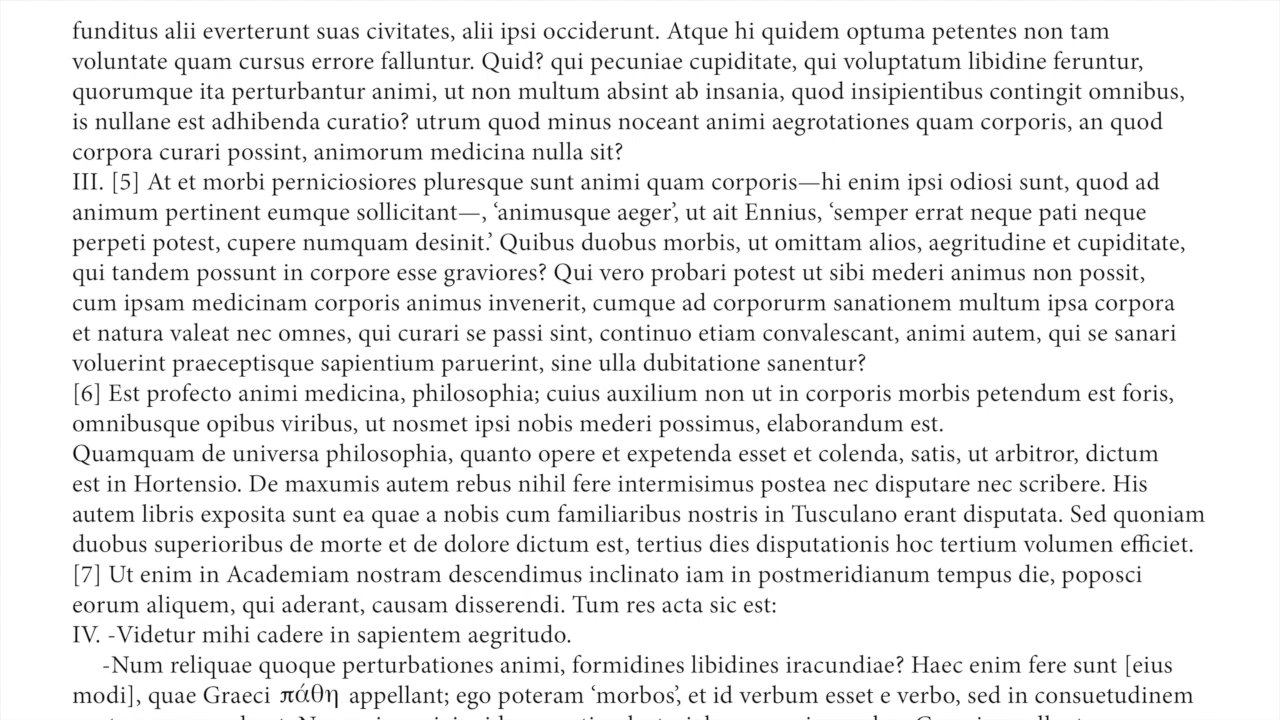 funditus alii everterunt suas civitates, alii ipsi occiderunt. Atque hi quidem optuma petentes non tam
voluntate quam cursus errore falluntur. Quid? qui pecuniae cupiditate, qui voluptatum libidine feruntur,
quorumque ita perturbantur animi, ut non multum absint ab insania, quod insipientibus contingit omnibus,
is nullane est adhibenda curatio? utrum quod minus noceant animi aegrotationes quam corporis, an quod
corpora curari possint, animorum medicina nulla sit?
III. [5] At et morbi perniciosiores pluresque sunt animi quam corporis—hi enim ipsi odiosi sunt, quod ad
animum pertinent eumque sollicitant—, ‘animusque aeger’, ut ait Ennius, ‘semper errat neque pati neque
perpeti potest, cupere numquam desinit.’ Quibus duobus morbis, ut omittam alios, aegritudine et cupiditate,
qui tandem possunt in corpore esse graviores? Qui vero probari potest ut sibi mederi animus non possit,
cum ipsam medicinam corporis animus invenerit, cumque ad corporurm sanationem multum ipsa corpora
et natura valeat nec omnes, qui curari se passi sint, continuo etiam convalescant, animi autem, qui se sanari
voluerint praeceptisque sapientium paruerint, sine ulla dubitatione sanentur?
[6] Est profecto animi medicina, philosophia; cuius auxilium non ut in corporis morbis petendum est foris,
omnibusque opibus viribus, ut nosmet ipsi nobis mederi possimus, elaborandum est.
Quamquam de universa philosophia, quanto opere et expetenda esset et colenda, satis, ut arbitror, dictum
est in Hortensio. De maxumis autem rebus nihil fere intermisimus postea nec disputare nec scribere. His
autem libris exposita sunt ea quae a nobis cum familiaribus nostris in Tusculano erant disputata. Sed quoniam
duobus superioribus de morte et de dolore dictum est, tertius dies disputationis hoc tertium volumen efficiet.
[7] Ut enim in Academiam nostram descendimus inclinato iam in postmeridianum tempus die, poposci
eorum aliquem, qui aderant, causam disserendi. Tum res acta sic est:
IV. -Videtur mihi cadere in sapientem aegritudo.
-Num reliquae quoque perturbationes animi, formidines libidines iracundiae? Haec enim fere sunt [eius
modi], quae Graeci πάθη appellant; ego poteram ‘morbos’, et id verbum esset e verbo, sed in consuetudinem